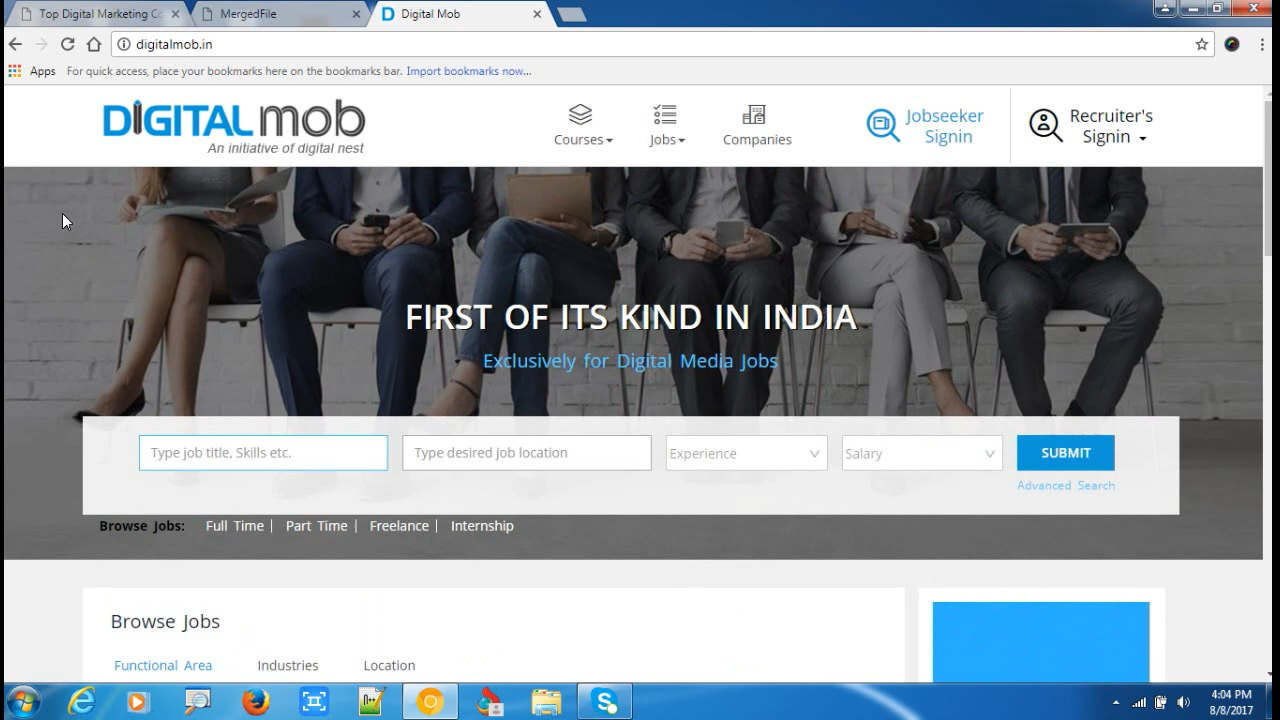 Top Digital Marketing Co
MergedFile
Digital Mob
digitalmob.in
Apps
For quick access, place your bookmarks here on the bookmarks bar. Import bookmarks now...
DIGITAL mob
An initiative of digital nest
Courses
Jobs
Companies
Jobseeker
Signin
Recruiter's
Signin
FIRST OF ITS KIND IN INDIA
Exclusively for Digital Media Jobs
Type job title, Skills etc.
Type desired job location
Experience
Salary
SUBMIT
Advanced Search
Browse Jobs: Full Time | Part Time | Freelance | Internship
Browse Jobs
Functional Area
Industries
Location
4:04 PM
8/8/2017